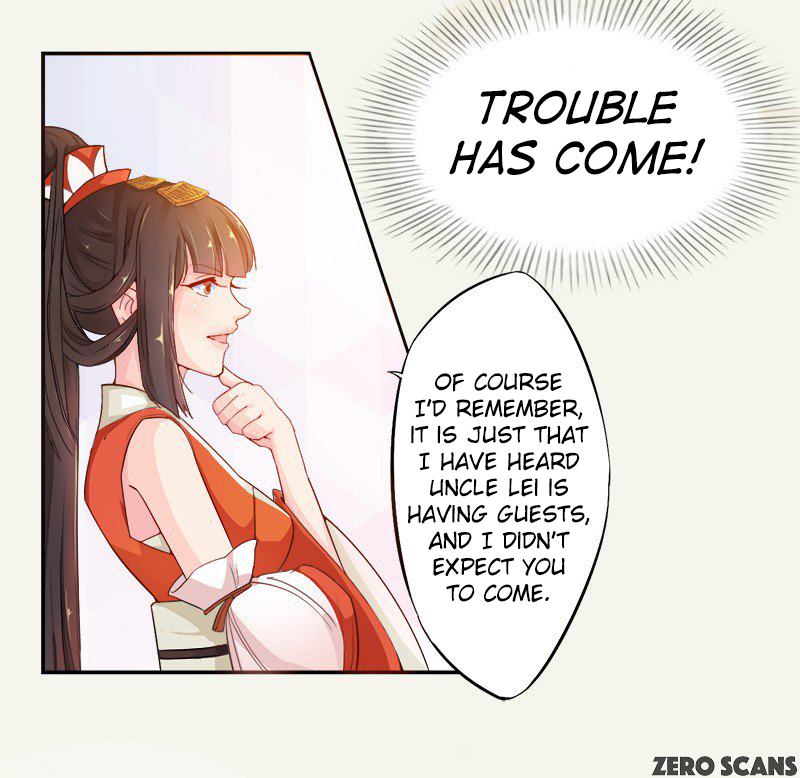 TROUBLE
HAS COME!
OF COURSE
I'D REMEMBER,
IT IS JUST THAT
I HAVE HEARD
UNCLE LEI IS
HAVING GUESTS,
AND I DIDN'T
EXPECT YOU
TO COME.
ZERO SCANS